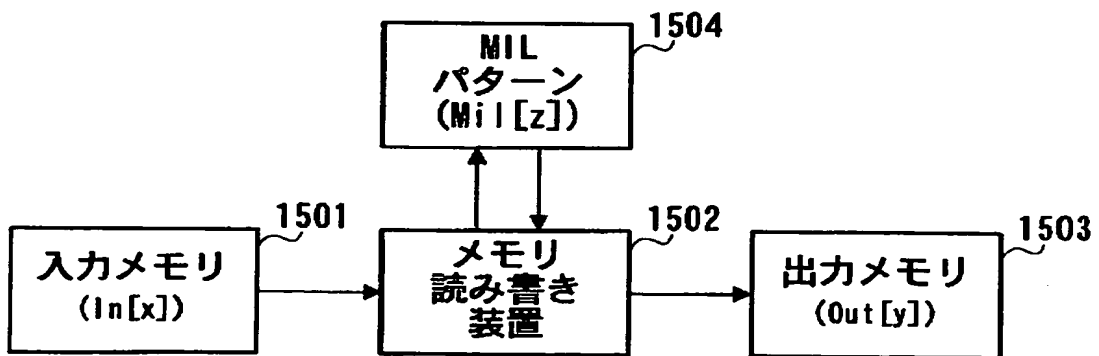 1504
MIL
パターン
(Mil[z])
1501
入力メモリ
(In[x])
1502
メモリ
読み書き
装置
1503
出力メモリ
(Out[y])